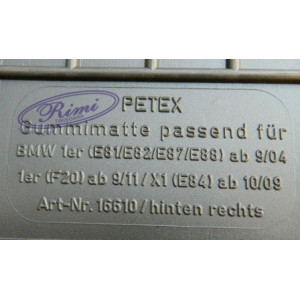 Rimi PETEX
Gummimatte passend für
BMW 1er (E81/E82/E87/E88) ab 9/04
1er (F20) ab 9/11/ X1 (E84) ab 10/09
Art-Nr. 16610/ hinten rechts